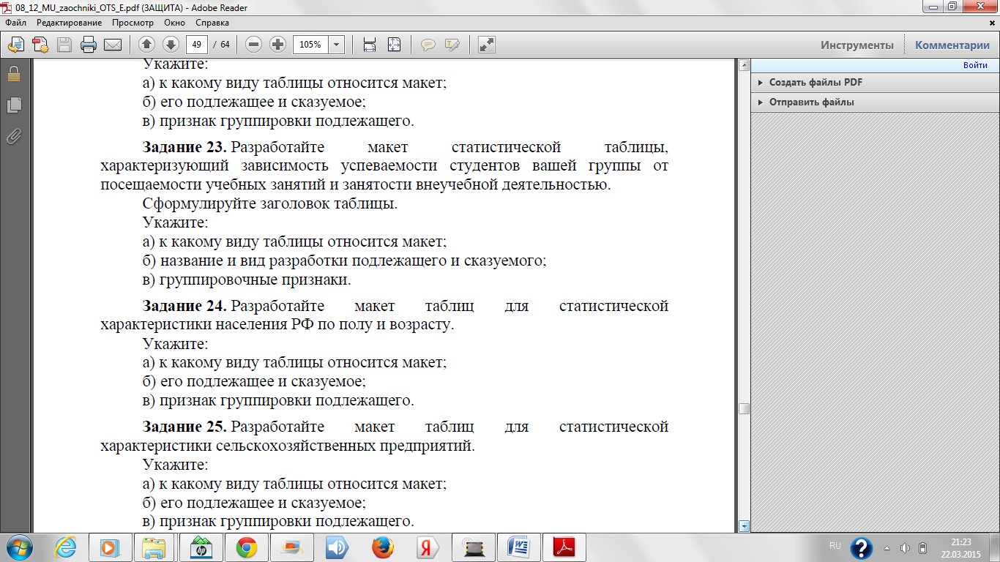 08_12_MU_zaochniki_OTS_E.pdf (ЗАЩИТА) - Adobe Reader
Файл Редактирование Просмотр Окно Справка
49 / 64 105% Инструменты Комментарии
Войти
Создать файлы PDF
Отправить файлы
Укажите:
а) к какому виду таблицы относится макет;
б) его подлежащее и сказуемое;
в) признак группировки подлежащего.
Задание 23. Разработайте макет статистической таблицы,
характеризующий зависимость успеваемости студентов вашей группы от
посещаемости учебных занятий и занятости внеучебной деятельностью.
Сформулируйте заголовок таблицы.
Укажите:
а) к какому виду таблицы относится макет;
б) название и вид разработки подлежащего и сказуемого;
в) группировочные признаки.
Задание 24. Разработайте макет таблиц для статистической
характеристики населения РФ по полу и возрасту.
Укажите:
а) к какому виду таблицы относится макет;
б) его подлежащее и сказуемое;
в) признак группировки подлежащего.
Задание 25. Разработайте макет таблиц для статистической
характеристики сельскохозяйственных предприятий.
Укажите:
а) к какому виду таблицы относится макет;
б) его подлежащее и сказуемое;
в) признак группировки подлежащего.
RU
21:23
22.03.2015